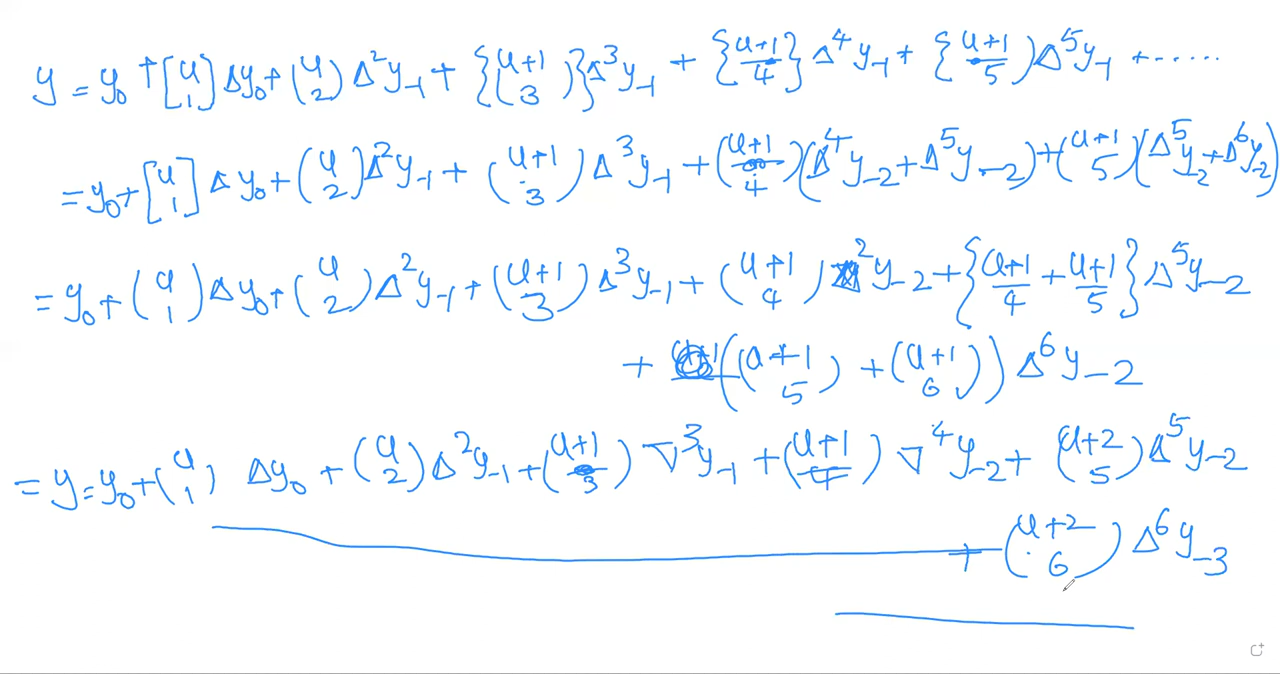 y = y₀ + [u 1] Δy₀ + (u 2) Δ²y₋₁ + {(u+1 3)} Δ³y₋₁ + {u+1/4} Δ⁴y₋₁ + {u+1/5) Δ⁵y₋₁ + ......
= y₀ + [u 1] Δy₀ + (u 2) Δ²y₋₁ + (u+1 3) Δ³y₋₁ + (u+1/4) (Δ⁴y₋₂ + Δ⁵y₋₂) + (u+1 5) (Δ⁵y₂ + Δ⁶y₋₂)
= y₀ + (u 1) Δy₀ + (u 2) Δ²y₋₁ + (u+1/3) Δ³y₋₁ + (u+1 4) Δ²y₋₂ + {u+1/4 + u+1/5} Δ⁵y₋₂
+ ((u+1 5) + (u+1 6)) Δ⁶y₋₂
= y = y₀ + (u 1) Δy₀ + (u 2) Δ²y₋₁ + (u+1/3) ∇³y₋₁ + (u+1/4) ∇⁴y₋₂ + (u+2 5) Δ⁵y₋₂
+ (u+2 6) Δ⁶y₋₃